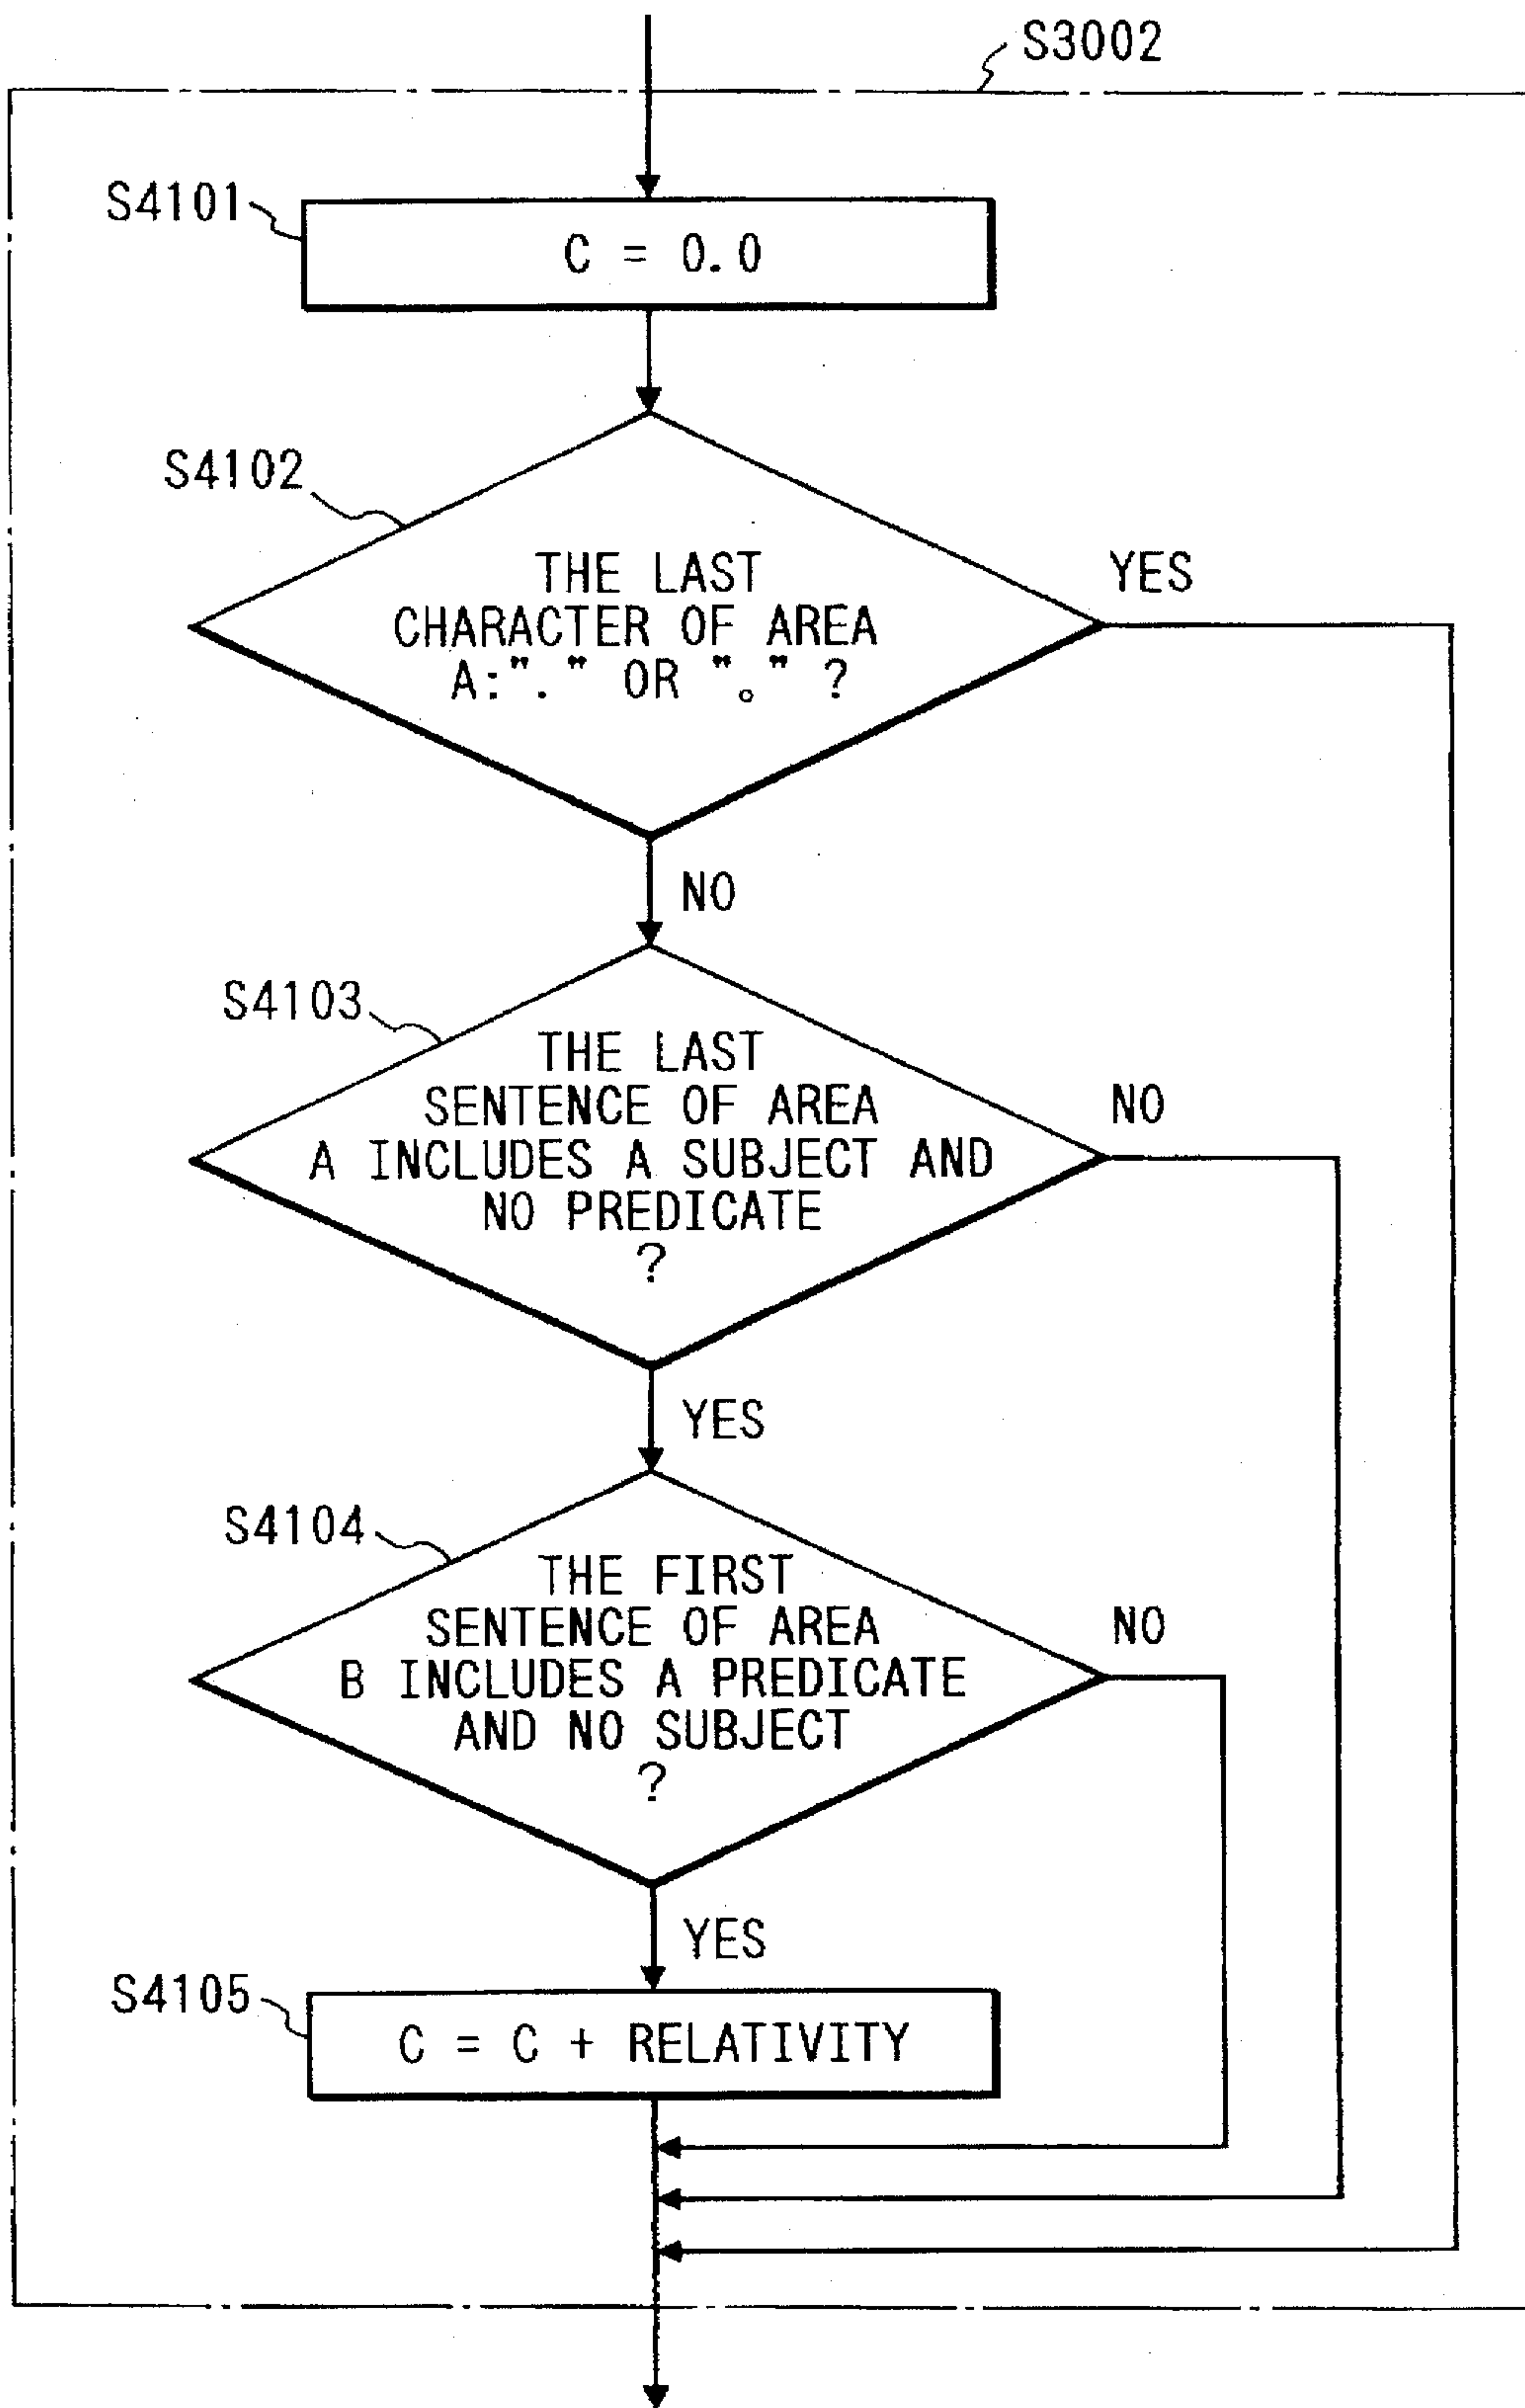 S3002
S4101
C = 0.0
S4102
THE LAST
CHARACTER OF AREA
A:"." OR "。" ?
YES
NO
S4103
THE LAST
SENTENCE OF AREA
A INCLUDES A SUBJECT AND
NO PREDICATE
?
NO
YES
S4104
THE FIRST
SENTENCE OF AREA
B INCLUDES A PREDICATE
AND NO SUBJECT
?
NO
YES
S4105
C = C + RELATIVITY